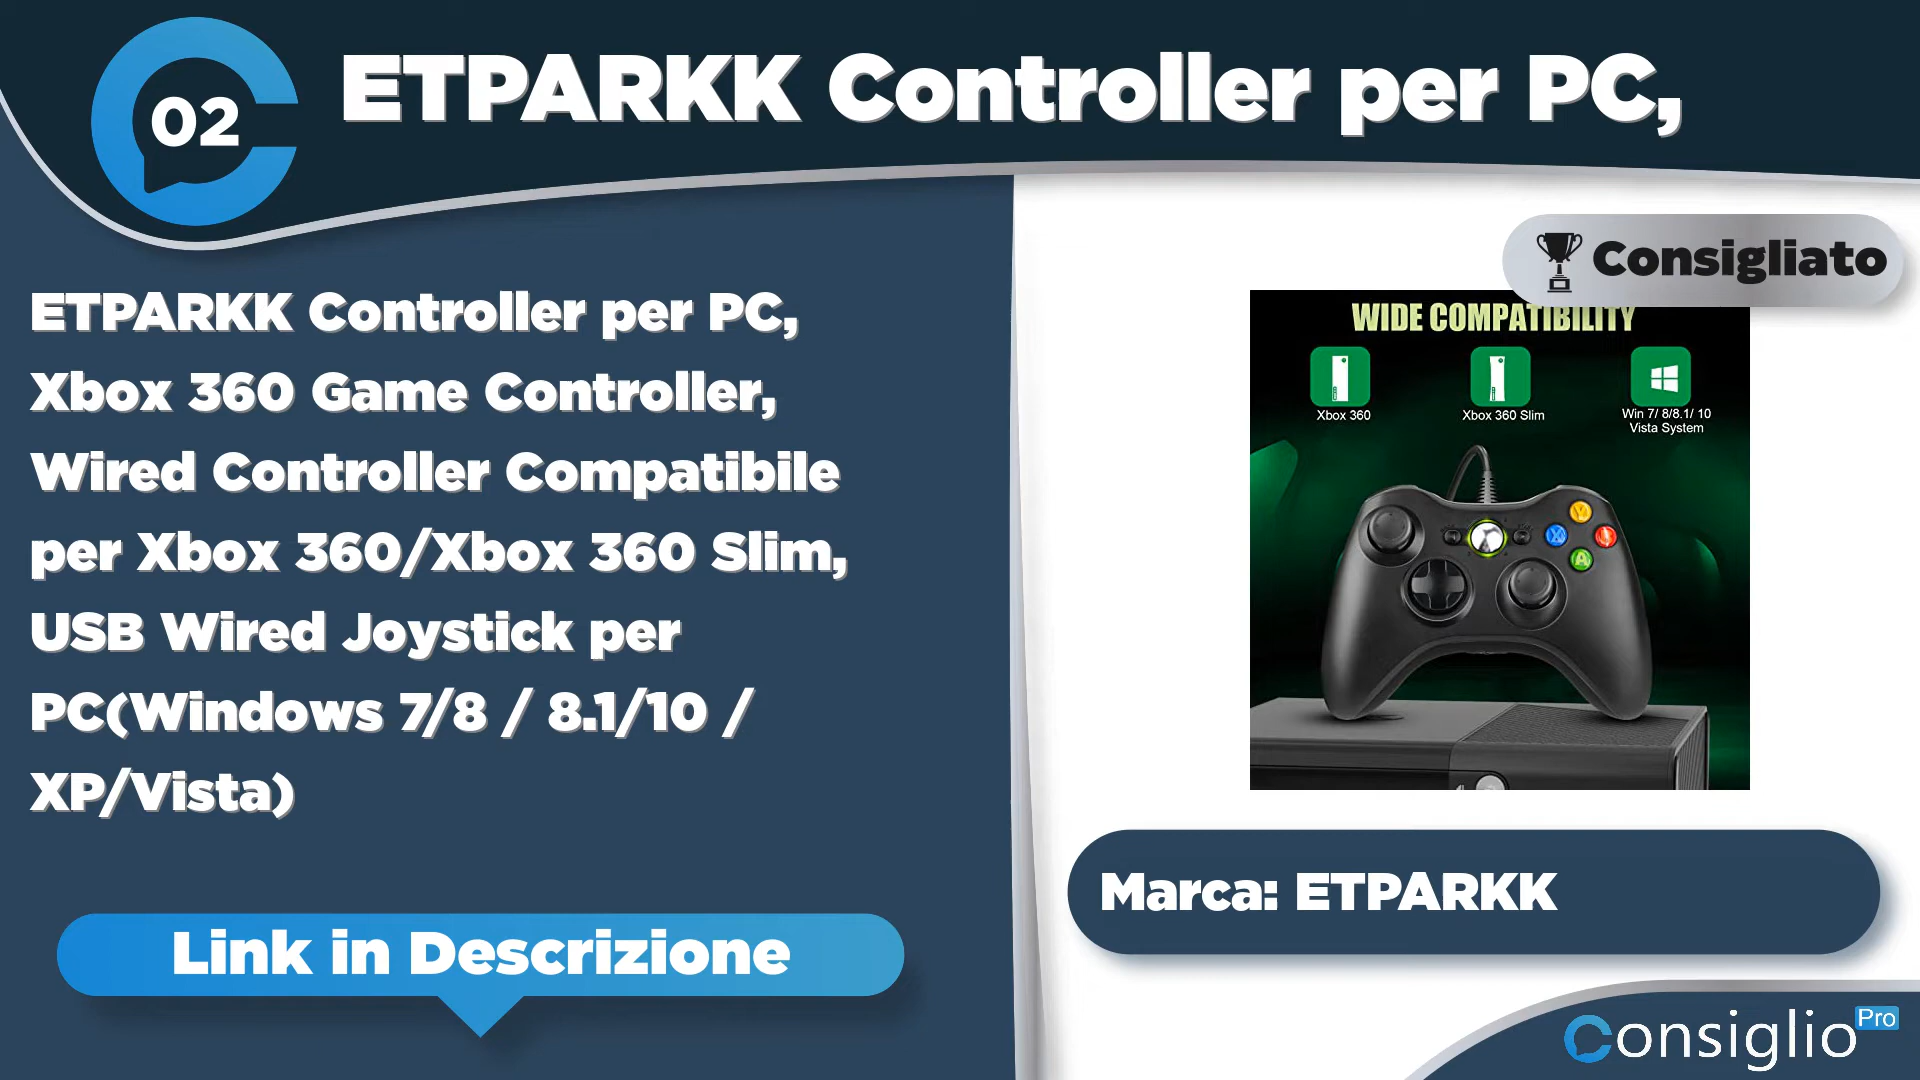 02
ETPARKK Controller per PC,
ETPARKK Controller per PC,
Xbox 360 Game Controller,
Wired Controller Compatibile
per Xbox 360/Xbox 360 Slim,
USB Wired Joystick per
PC(Windows 7/8 / 8.1/10 /
XP/Vista)
Link in Descrizione
Consigliato
WIDE COMPATIBILITY
Xbox 360
Xbox 360 Slim
Win 7/ 8/8.1/ 10
Vista System
Y
X
A
Marca: ETPARKK
Consiglio Pro